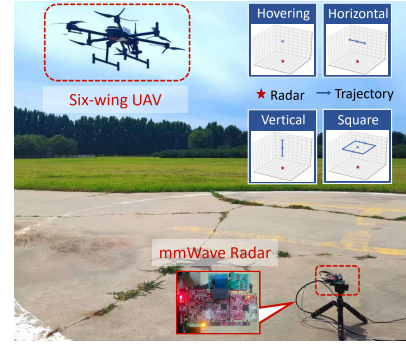 Hovering
Horizontal
Six-wing UAV
Radar
Trajectory
Vertical
Square
mmWave Radar